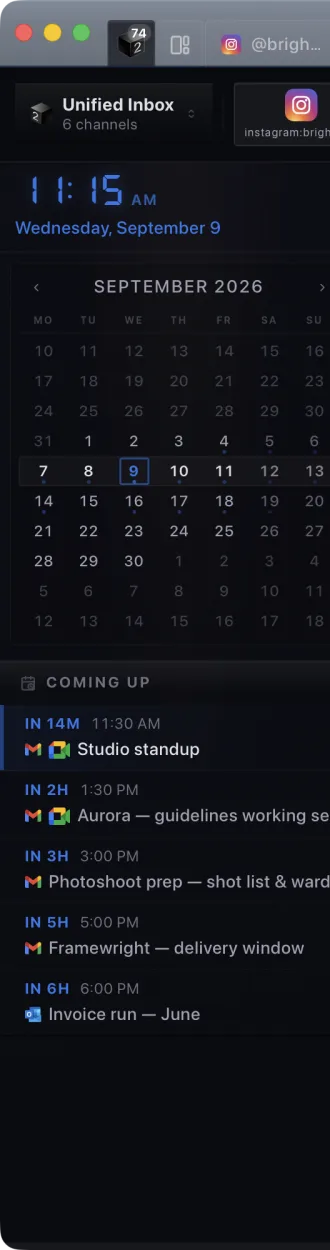 74
2
@brigh…
Unified Inbox
6 channels
instagram:brigh
11:15 AM
Wednesday, September 9
‹ SEPTEMBER 2026 ›
MO TU WE TH FR SA SU
10 11 12 13 14 15 16
17 18 19 20 21 22 23
24 25 26 27 28 29 30
31 1 2 3 4 5 6
7 8 9 10 11 12 13
14 15 16 17 18 19 20
21 22 23 24 25 26 27
28 29 30 1 2 3 4
5 6 7 8 9 10 11
12 13 14 15 16 17 18
COMING UP
IN 14M 11:30 AM
Studio standup
IN 2H 1:30 PM
Aurora — guidelines working se
IN 3H 3:00 PM
Photoshoot prep — shot list & ward
IN 5H 5:00 PM
Framewright — delivery window
IN 6H 6:00 PM
Invoice run — June